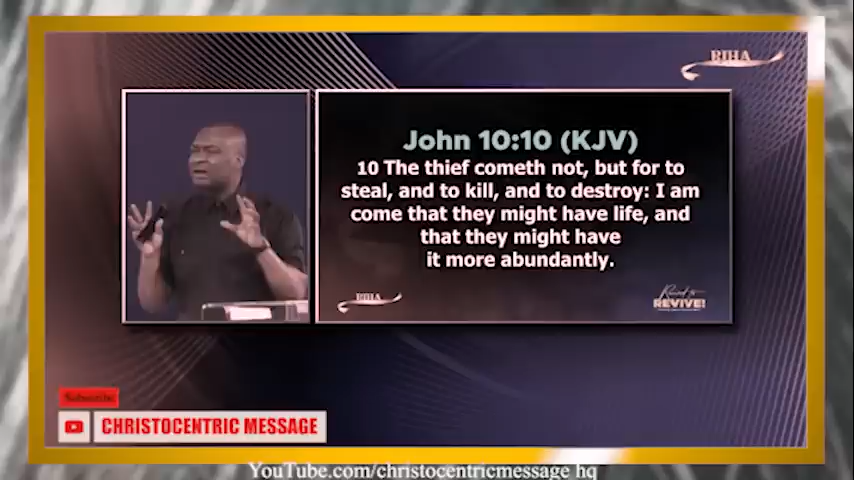 RIHA
John 10:10 (KJV)
10 The thief cometh not, but for to
steal, and to kill, and to destroy: I am
come that they might have life, and
that they might have
it more abundantly.
RIHA
REVIVE!
Subscribe
CHRISTOCENTRIC MESSAGE
YouTube.com/christocentricmessage hq